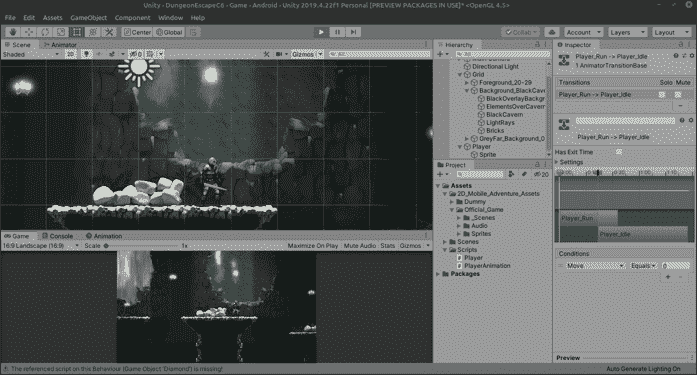 Unity - DungeonEscapeC6 - Game - Android - Unity 2019.4.22f1 Personal [PREVIEW PACKAGES IN USE]* <OpenGL 4.5>
File Edit Assets GameObject Component Window Help
Center Global Collab Account Layers Layout
Scene Animator
Shaded 2D Gizmos All
Hierarchy
All
Directional Light
Grid
Foreground_20-29
Background_BlackCave
BlackOverlayBackgr
ElementsOverCavern
BlackCavern
LightRays
Bricks
GreyFar_Background_0
Player
Sprite
Project
20
Assets
2D_Mobile_Adventure_Assets
Dummy
Official_Game
_Scenes
Audio
Sprites
Scenes
Scripts
Player
PlayerAnimation
Packages
Inspector
Player_Run -> Player_Idle
1 AnimatorTransitionBase
Transitions Solo Mute
Player_Run -> Player_Idle
Player_Run -> Player_Idle
Has Exit Time
Settings
Player_Run
Player_Idle
Conditions
Move Equals 0
Preview
Game Console Animation
16:9 Landscape (16:9) Scale 1x Maximize On Play Mute Audio Stats Gizmos
The referenced script on this Behaviour (Game Object 'Diamond') is missing!
Auto Generate Lighting On